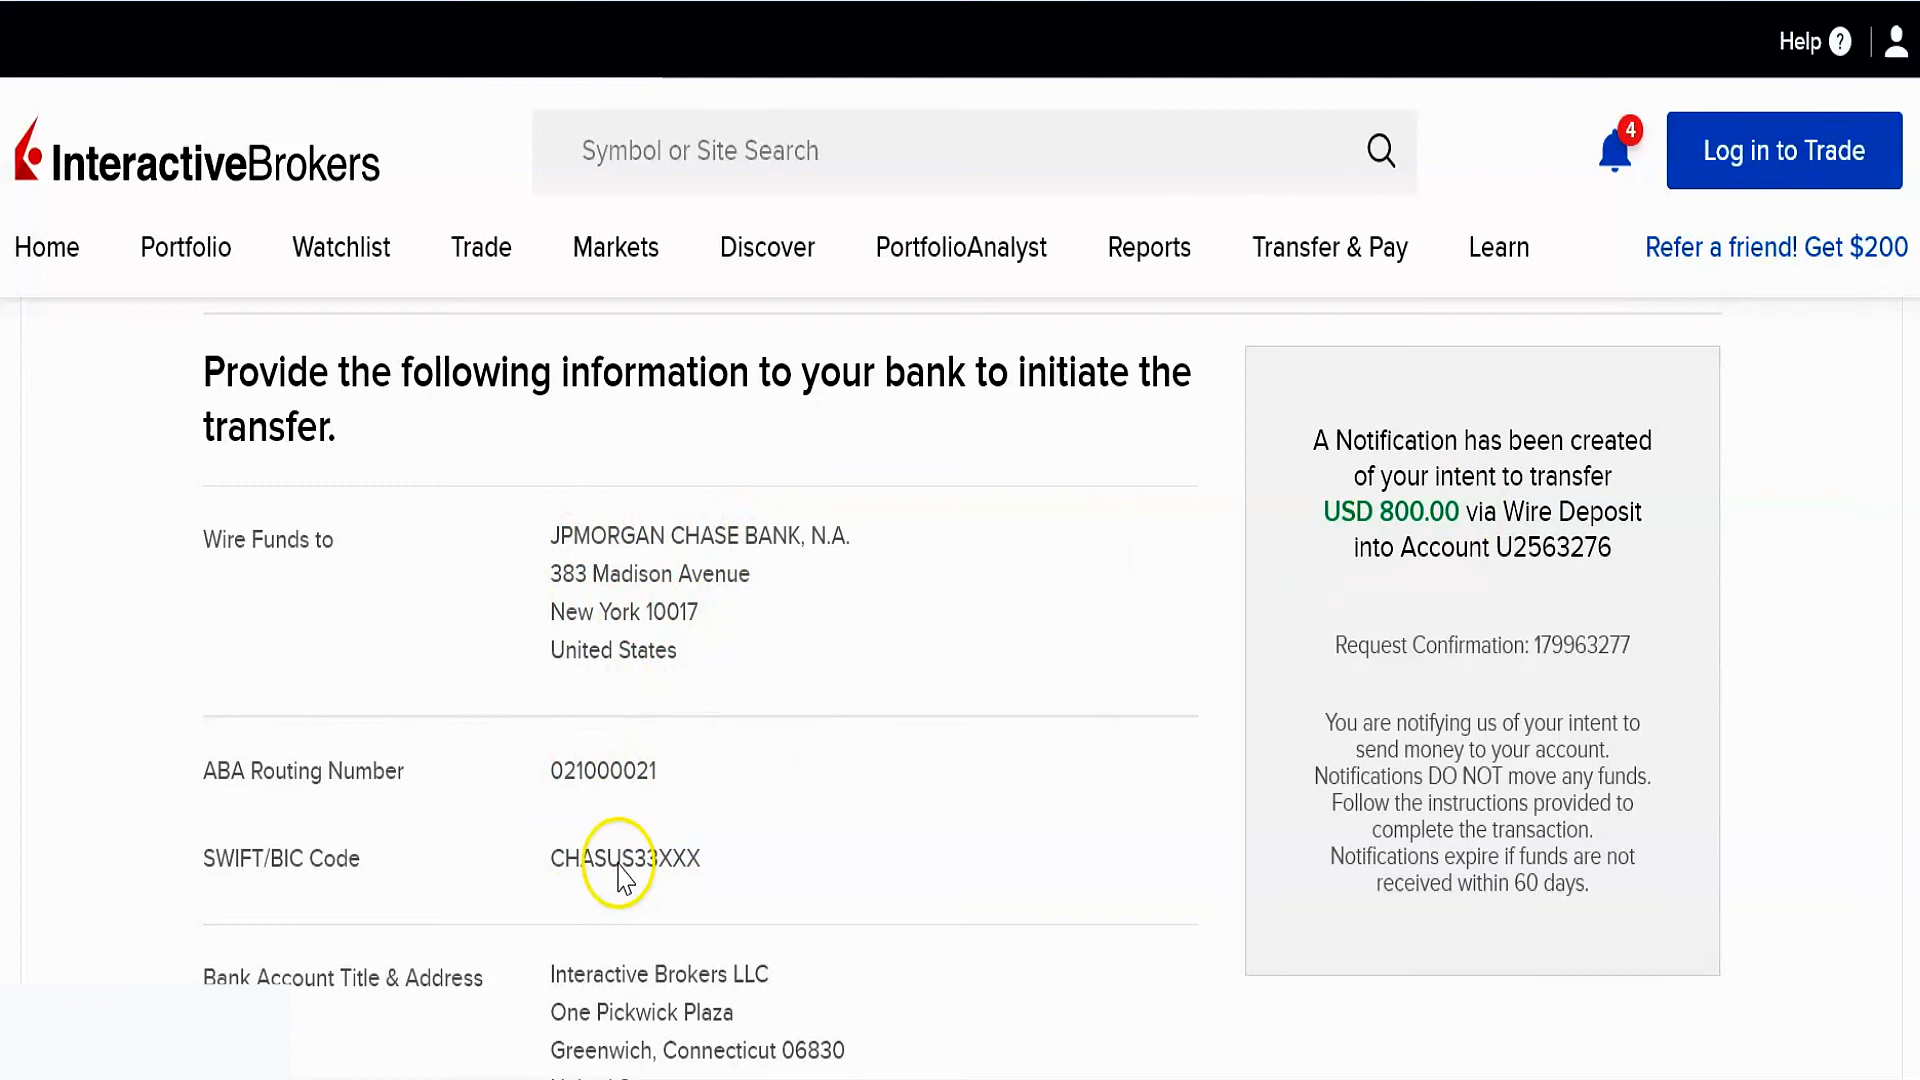 Help ?
InteractiveBrokers
Symbol or Site Search
4
Log in to Trade
Home Portfolio Watchlist Trade Markets Discover PortfolioAnalyst Reports Transfer & Pay Learn Refer a friend! Get $200
Provide the following information to your bank to initiate the
transfer.
Wire Funds to
JPMORGAN CHASE BANK, N.A.
383 Madison Avenue
New York 10017
United States
ABA Routing Number 021000021
SWIFT/BIC Code CHASUS33XXX
Bank Account Title & Address
Interactive Brokers LLC
One Pickwick Plaza
Greenwich, Connecticut 06830
A Notification has been created
of your intent to transfer
USD 800.00 via Wire Deposit
into Account U2563276
Request Confirmation: 179963277
You are notifying us of your intent to
send money to your account.
Notifications DO NOT move any funds.
Follow the instructions provided to
complete the transaction.
Notifications expire if funds are not
received within 60 days.